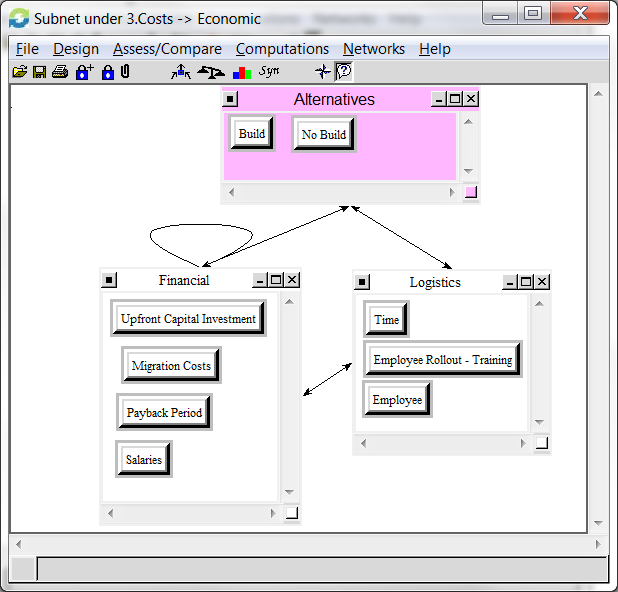 Subnet under 3.Costs -> Economic
File Design Assess/Compare Computations Networks Help
Syn
Alternatives
Build No Build
Financial
Upfront Capital Investment
Migration Costs
Payback Period
Salaries
Logistics
Time
Employee Rollout - Training
Employee